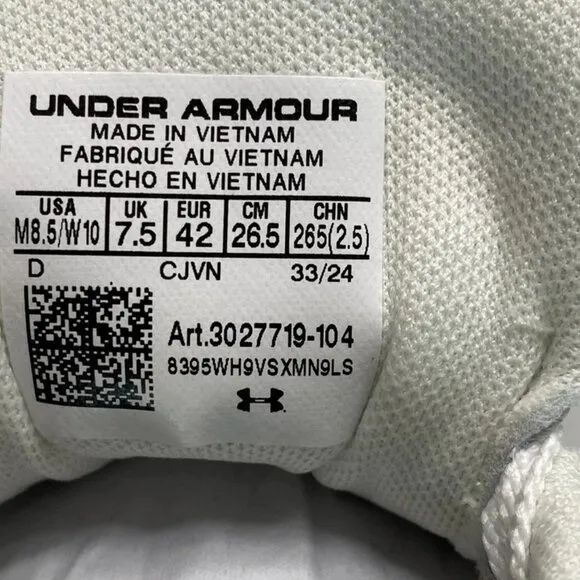 UNDER ARMOUR
MADE IN VIETNAM
FABRIQUÉ AU VIETNAM
HECHO EN VIETNAM
USA UK EUR CM CHN
M8.5/W10 7.5 42 26.5 265(2.5)
D CJVN 33/24
Art.3027719-104
8395WH9VSXMN9LS